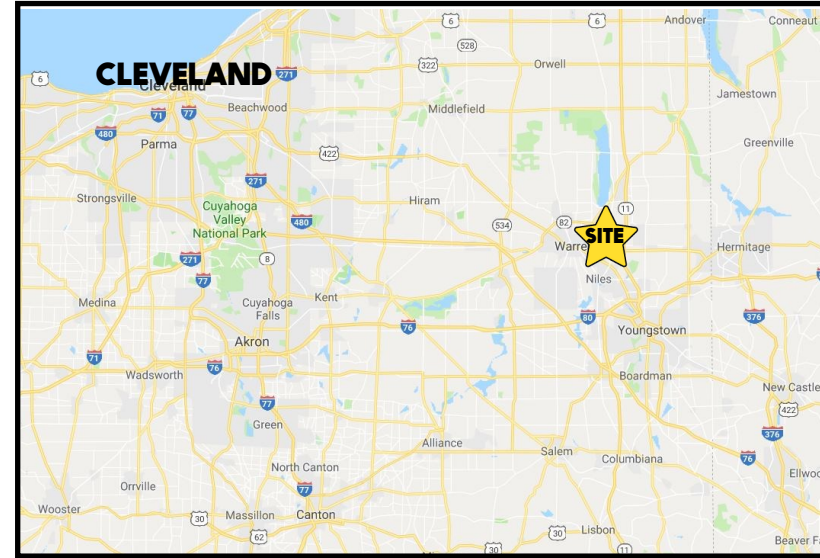 6
6
Andover
Conneaut
528
322
Orwell
CLEVELAND
271
6
Cleveland
Jamestown
Beachwood
Middlefield
71
77
480
Parma
Greenville
422
271
Strongsville
Hiram
Cuyahoga
Valley
National Park
480
534
82
11
SITE
Warre
Hermitage
271
8
77
Niles
Medina
Cuyahoga
Falls
Kent
80
376
76
Youngstown
71
Akron
76
Wadsworth
Boardman
New Castle
77
422
Green
376
Alliance
Salem
Columbiana
76
North Canton
Ellwo
Orrville
77
Wooster
30
Massillon
Canton
62
30
Lisbon
30
11
Beaver Fa